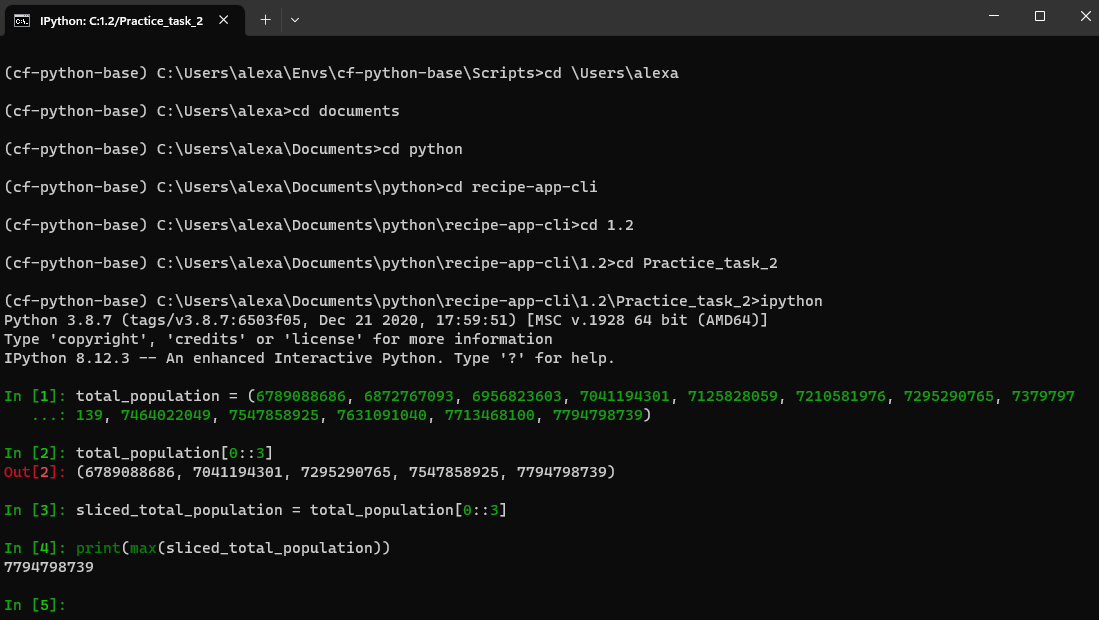 IPython: C:1.2/Practice_task_2
(cf-python-base) C:\Users\alexa\Envs\cf-python-base\Scripts>cd \Users\alexa
(cf-python-base) C:\Users\alexa>cd documents
(cf-python-base) C:\Users\alexa\Documents>cd python
(cf-python-base) C:\Users\alexa\Documents\python>cd recipe-app-cli
(cf-python-base) C:\Users\alexa\Documents\python\recipe-app-cli>cd 1.2
(cf-python-base) C:\Users\alexa\Documents\python\recipe-app-cli\1.2>cd Practice_task_2
(cf-python-base) C:\Users\alexa\Documents\python\recipe-app-cli\1.2\Practice_task_2>ipython
Python 3.8.7 (tags/v3.8.7:6503f05, Dec 21 2020, 17:59:51) [MSC v.1928 64 bit (AMD64)]
Type 'copyright', 'credits' or 'license' for more information
IPython 8.12.3 -- An enhanced Interactive Python. Type '?' for help.
In [1]: total_population = (6789088686, 6872767093, 6956823603, 7041194301, 7125828059, 7210581976, 7295290765, 7379797
...: 139, 7464022049, 7547858925, 7631091040, 7713468100, 7794798739)
In [2]: total_population[0::3]
Out[2]: (6789088686, 7041194301, 7295290765, 7547858925, 7794798739)
In [3]: sliced_total_population = total_population[0::3]
In [4]: print(max(sliced_total_population))
7794798739
In [5]: